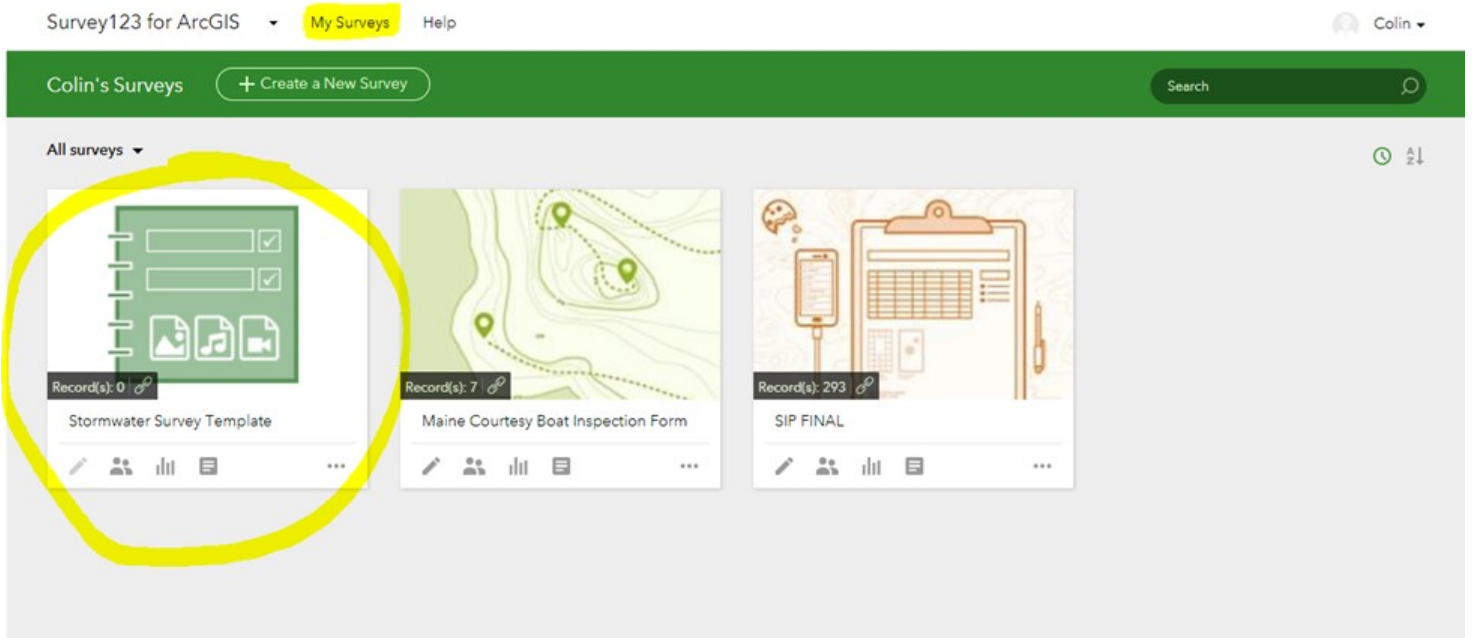 Survey123 for ArcGIS My Surveys Help Colin
Colin's Surveys + Create a New Survey Search
All surveys
Record(s): 0 Record(s): 7 Record(s): 293
Stormwater Survey Template Maine Courtesy Boat Inspection Form SIP FINAL